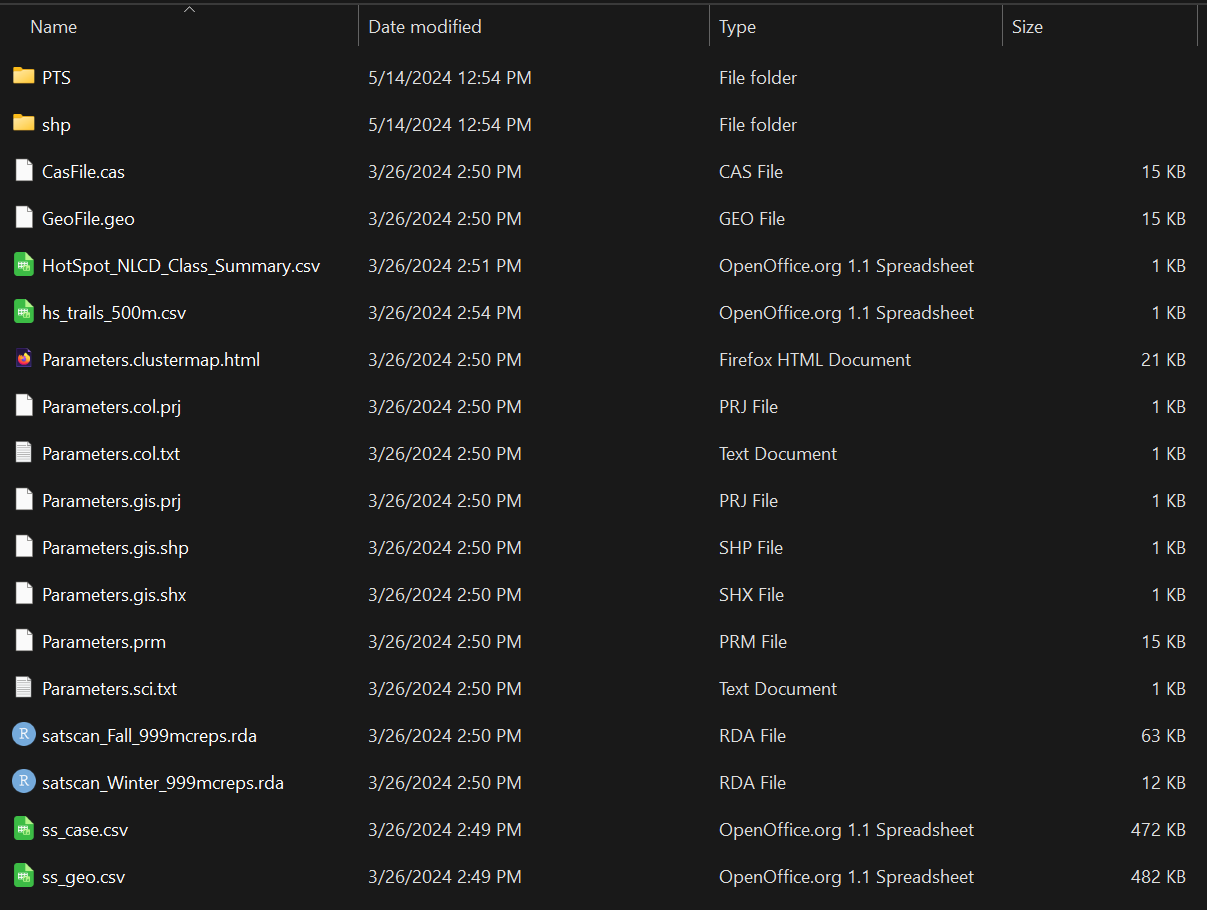 Name Date modified Type Size
PTS 5/14/2024 12:54 PM File folder
shp 5/14/2024 12:54 PM File folder
CasFile.cas 3/26/2024 2:50 PM CAS File 15 KB
GeoFile.geo 3/26/2024 2:50 PM GEO File 15 KB
HotSpot_NLCD_Class_Summary.csv 3/26/2024 2:51 PM OpenOffice.org 1.1 Spreadsheet 1 KB
hs_trails_500m.csv 3/26/2024 2:54 PM OpenOffice.org 1.1 Spreadsheet 1 KB
Parameters.clustermap.html 3/26/2024 2:50 PM Firefox HTML Document 21 KB
Parameters.col.prj 3/26/2024 2:50 PM PRJ File 1 KB
Parameters.col.txt 3/26/2024 2:50 PM Text Document 1 KB
Parameters.gis.prj 3/26/2024 2:50 PM PRJ File 1 KB
Parameters.gis.shp 3/26/2024 2:50 PM SHP File 1 KB
Parameters.gis.shx 3/26/2024 2:50 PM SHX File 1 KB
Parameters.prm 3/26/2024 2:50 PM PRM File 15 KB
Parameters.sci.txt 3/26/2024 2:50 PM Text Document 1 KB
R satscan_Fall_999mcreps.rda 3/26/2024 2:50 PM RDA File 63 KB
R satscan_Winter_999mcreps.rda 3/26/2024 2:50 PM RDA File 12 KB
ss_case.csv 3/26/2024 2:49 PM OpenOffice.org 1.1 Spreadsheet 472 KB
ss_geo.csv 3/26/2024 2:49 PM OpenOffice.org 1.1 Spreadsheet 482 KB